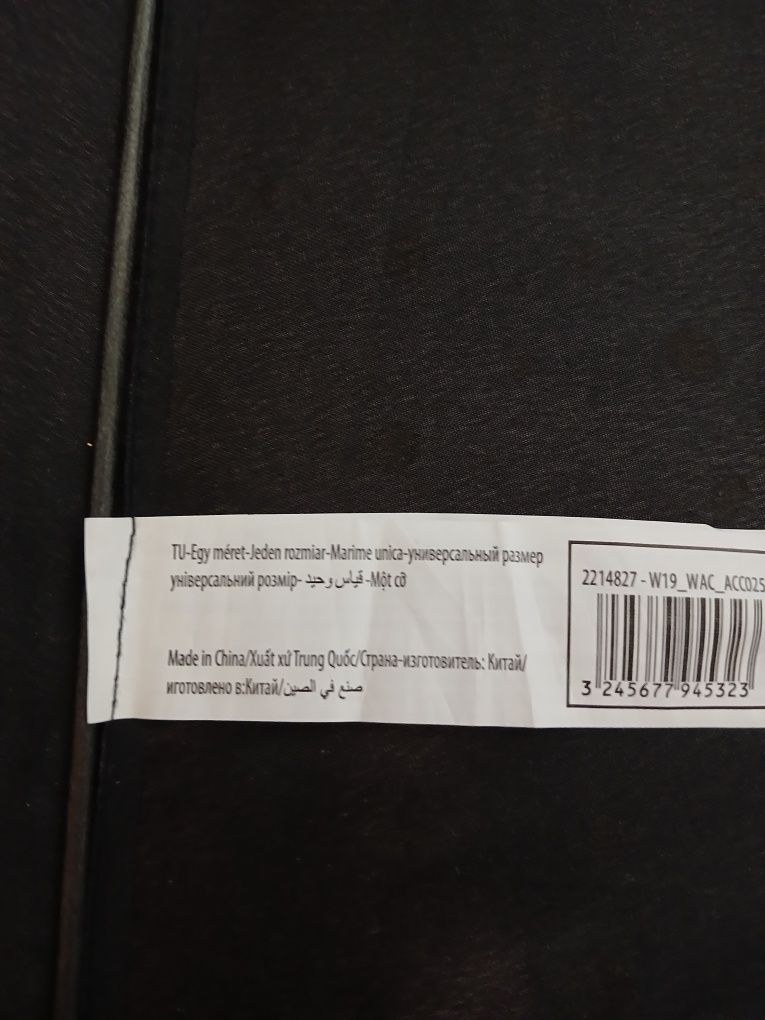 TU-Egy méret-Jeden rozmiar-Marime unica-универсальный размер
універсальний розмір- قياس وحيد -Một cỡ
Made in China/Xuất xứ Trung Quốc/Страна-изготовитель: Китай/
иготовлено в:Китай/صنع في الصين
2214827 - W19_WAC_ACC025
3 245677 945323